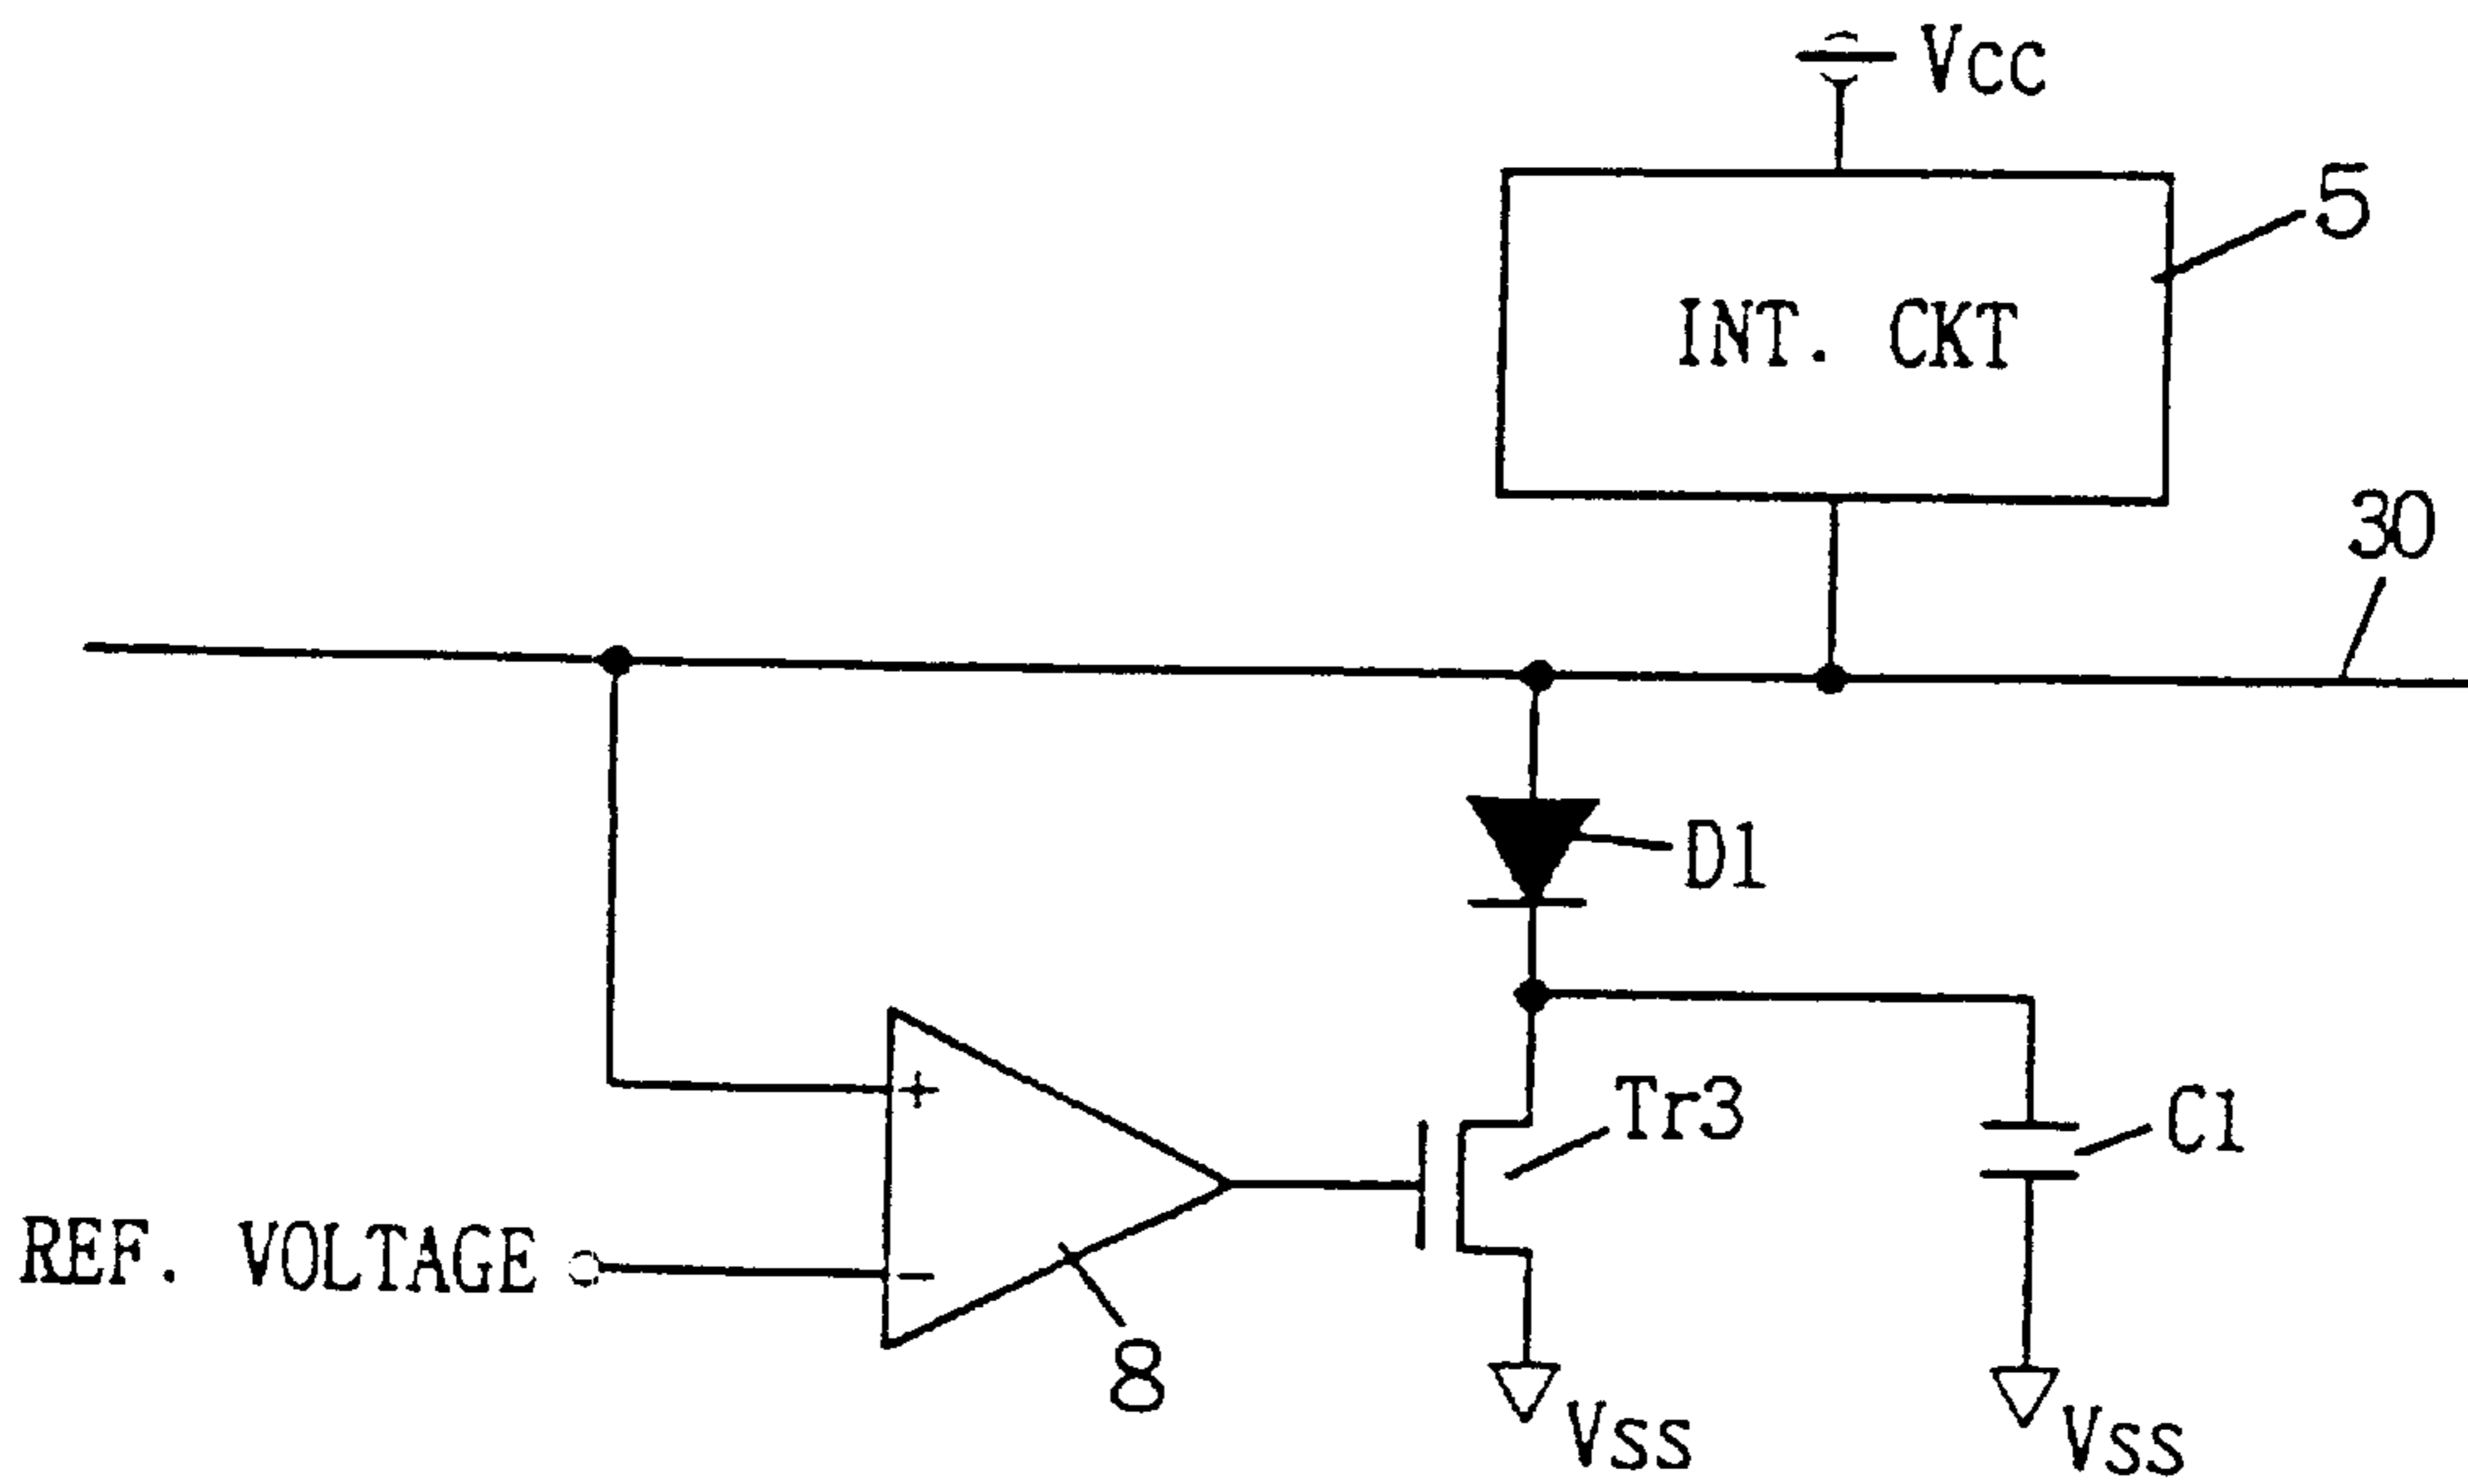 Vcc
5
INT. CKT
30
D1
Tr3
C1
+
REF. VOLTAGE
−
8
Vss
Vss